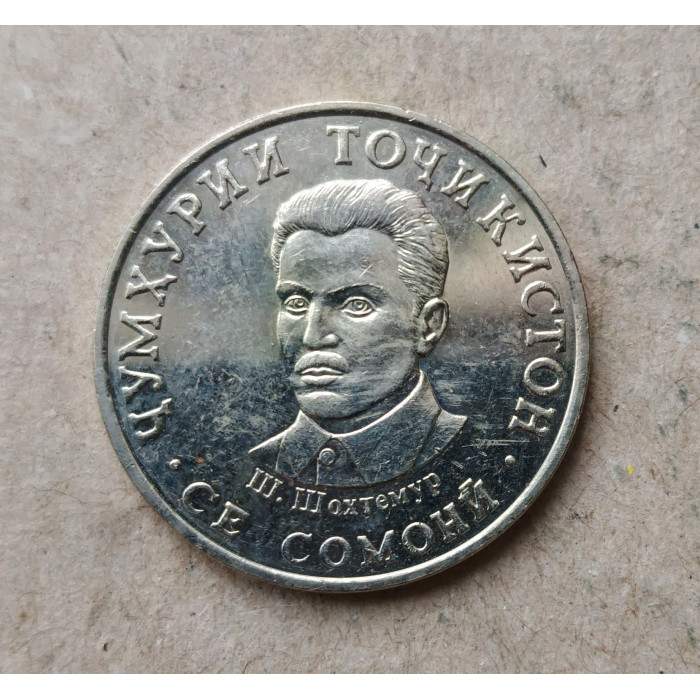 ҶУМҲУРИИ ТОҶИКИСТОН
Ш. Шохтемур
· СЕ СОМОНӢ ·